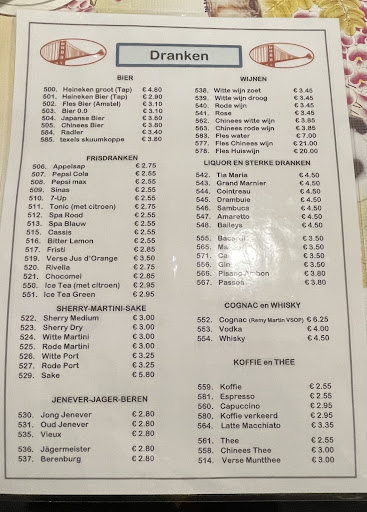 Dranken
BIER
500. Heineken groot (Tap) € 4.80
501. Heineken Bier (Tap) € 2.90
502. Fles Bier (Amstel) € 3.10
503. Bier 0.0 € 3.10
504. Japanse Bier € 3.10
505. Chinees Bier € 3.10
584. Radler € 3.40
585. texels skuumkoppe € 3.40
FRISDRANKEN
506. Appelsap € 2.75
507. Pepsi Cola € 2.55
508. Pepsi max € 2.55
509. Sinas € 2.55
510. 7-Up € 2.55
511. Tonic (met citroen) € 2.55
512. Spa Rood € 2.55
513. Spa Blauw € 2.55
515. Cassis € 2.55
516. Bitter Lemon € 2.55
517. Fristi € 2.85
519. Verse Jus d'Orange € 3.50
520. Rivella € 2.75
521. Chocomel € 2.85
550. Ice Tea (met citroen) € 2.95
551. Ice Tea Green € 2.95
SHERRY-MARTINI-SAKE
522. Sherry Medium € 3.00
523. Sherry Dry € 3.00
524. Witte Martini € 3.00
525. Rode Martini € 3.00
526. Witte Port € 3.25
527. Rode Port € 3.25
529. Sake € 5.80
JENEVER-JAGER-BEREN
530. Jong Jenever € 2.80
531. Oud Jenever € 2.80
535. Vieux € 2.80
536. Jägermeister € 2.80
537. Berenburg € 2.80
WIJNEN
538. Witte wijn zoet € 3.45
539. Witte wijn droog € 3.45
540. Rode wijn € 3.45
541. Rose € 3.45
562. Chinees witte wijn € 3.85
563. Chinees rode wijn € 3.85
583. Fles water € 7.00
577. Fles Chinees wijn € 21.00
578. Fles Huiswijn € 21.00
LIQUOR EN STERKE DRANKEN
542. Tia Maria € 4.50
543. Grand Marnier € 4.50
544. Cointreau € 4.50
545. Drambuie € 4.50
546. Sambuca € 4.50
547. Amaretto € 4.50
548. Baileys € 4.50
555. € 3.50
565. € 3.50
571. € 3.50
556. Gin € 3.50
566. Pisang Ambon € 3.80
567. Passoa € 3.80
COGNAC en WHISKY
552. Cognac (Remy Martin VSOP) € 6.25
553. Vodka € 4.00
554. Whisky € 4.50
KOFFIE en THEE
559. Koffie € 2.55
581. Espresso € 2.55
560. Capuccino € 2.95
580. Koffie verkeerd € 2.95
564. Latte Macchiato € 3.35
561. Thee € 2.55
558. Chinees Thee € 3.00
514. Verse Muntthee € 3.00